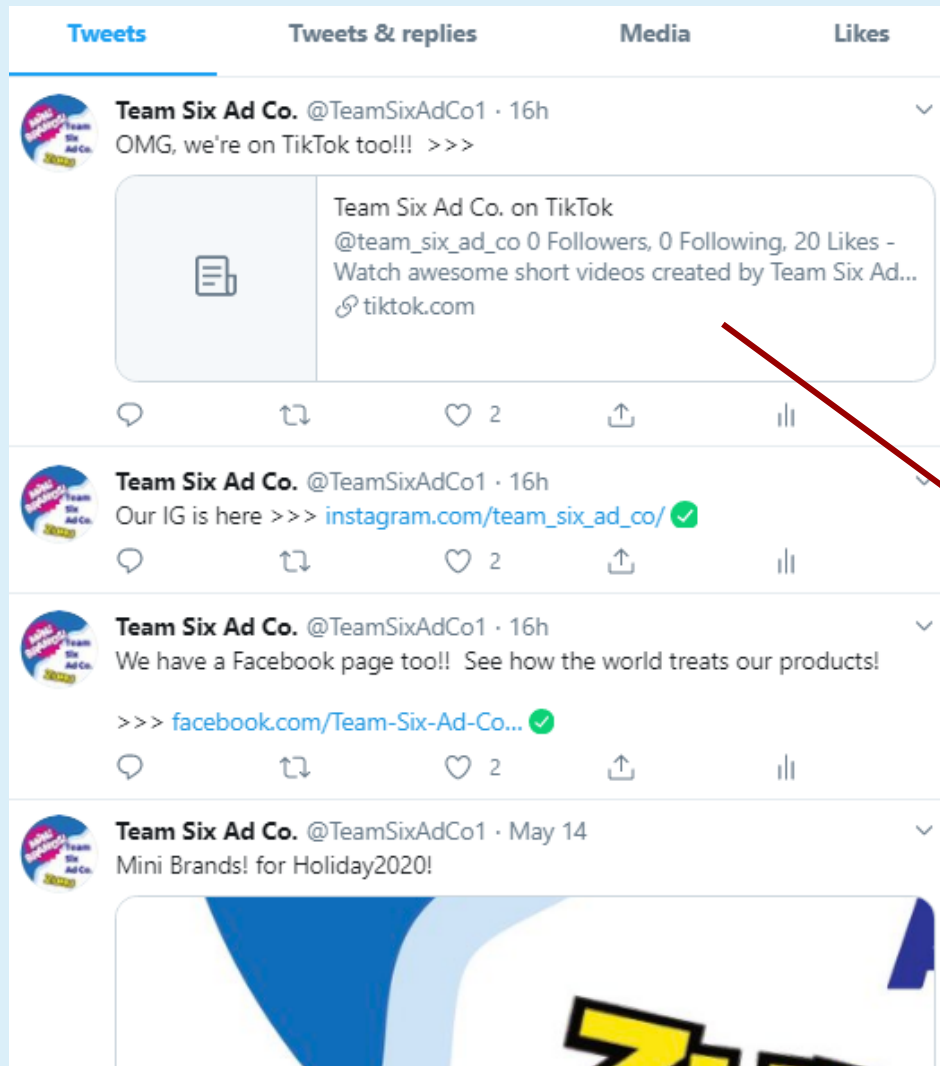 Tweets Tweets & replies Media Likes
Team Six Ad Co. @TeamSixAdCo1 · 16h
OMG, we're on TikTok too!!! >>>
Team Six Ad Co. on TikTok
@team_six_ad_co 0 Followers, 0 Following, 20 Likes -
Watch awesome short videos created by Team Six Ad...
tiktok.com
2
Team Six Ad Co. @TeamSixAdCo1 · 16h
Our IG is here >>> instagram.com/team_six_ad_co/
2
Team Six Ad Co. @TeamSixAdCo1 · 16h
We have a Facebook page too!! See how the world treats our products!
>>> facebook.com/Team-Six-Ad-Co...
2
Team Six Ad Co. @TeamSixAdCo1 · May 14
Mini Brands! for Holiday2020!